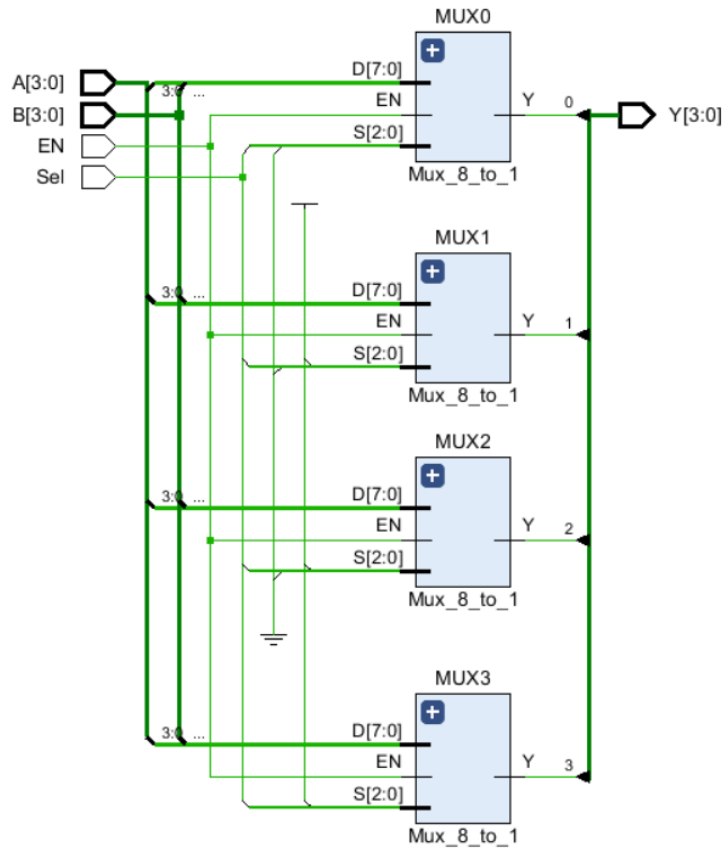 MUX0
A[3:0]
B[3:0]
EN
Sel
3:0 ...
D[7:0]
EN
S[2:0]
Y
0
Y[3:0]
Mux_8_to_1
MUX1
3:0 ...
D[7:0]
EN
S[2:0]
Y
1
Mux_8_to_1
MUX2
3:0 ...
D[7:0]
EN
S[2:0]
Y
2
Mux_8_to_1
MUX3
3:0 ...
D[7:0]
EN
S[2:0]
Y
3
Mux_8_to_1